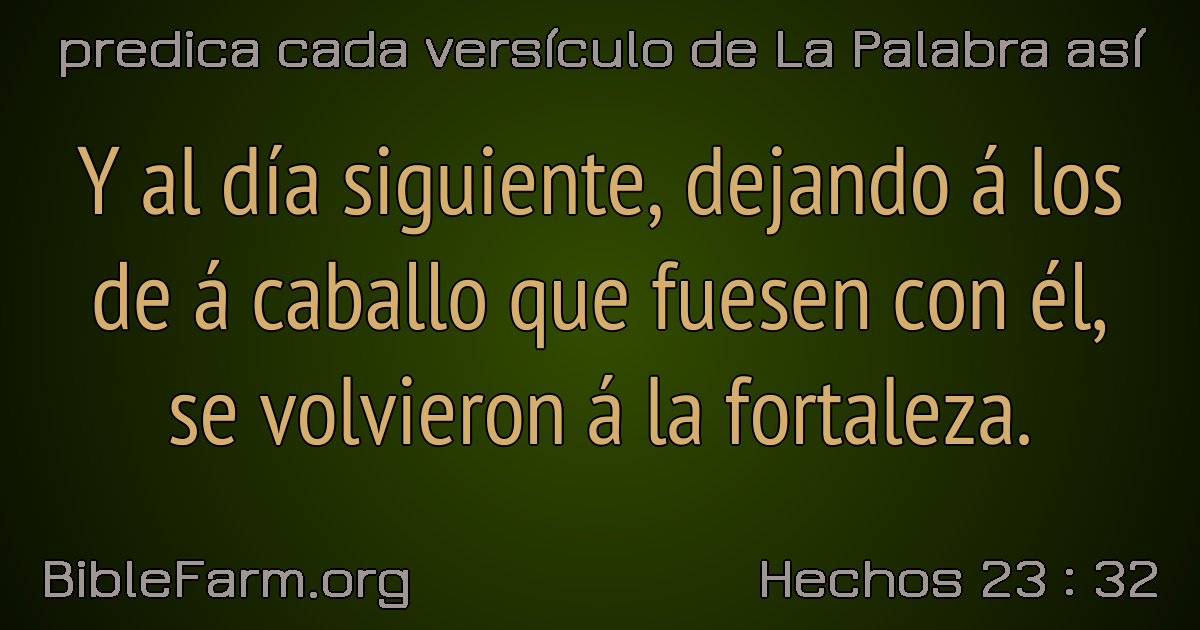 predica cada versículo de La Palabra así
Y al día siguiente, dejando á los
de á caballo que fuesen con él,
se volvieron á la fortaleza.
BibleFarm.org
Hechos 23 : 32